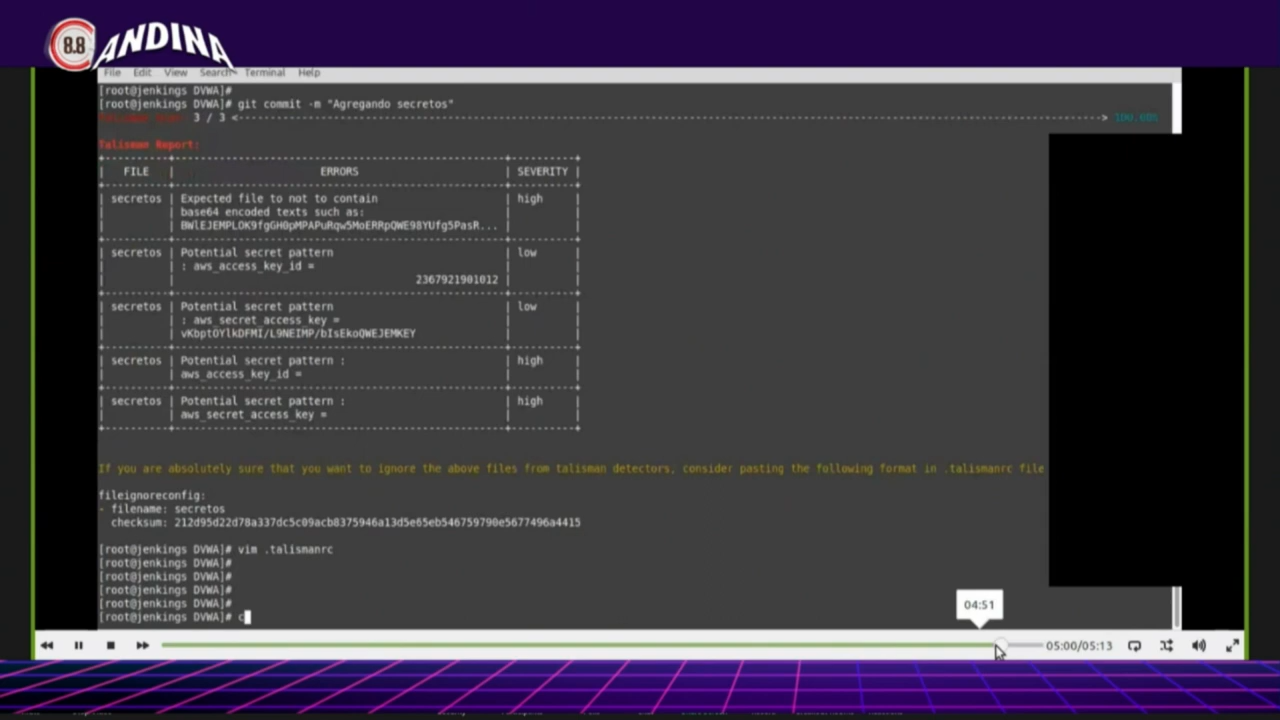 8.8 ANDINA
File Edit View Search Terminal Help
[root@jenkings DVWA]#
[root@jenkings DVWA]# git commit -m "Agregando secretos"
3 / 3 <------------------------------------------------------------> 100.00%
Talisman Report:
| FILE | ERRORS | SEVERITY |
| secretos | Expected file to not to contain | high |
| | base64 encoded texts such as: | |
| | BWlEJEMPLOK9fgGH0pMPAPuRqw5MoERRpQWE98YUfg5PasR... | |
| secretos | Potential secret pattern | low |
| | : aws_access_key_id = | |
| | 2367921901012 | |
| secretos | Potential secret pattern | low |
| | : aws_secret_access_key = | |
| | vKbptOYlkDFMI/L9NEIMP/bIsEkoQWEJEMKEY | |
| secretos | Potential secret pattern : | high |
| | aws_access_key_id = | |
| secretos | Potential secret pattern : | high |
| | aws_secret_access_key = | |
If you are absolutely sure that you want to ignore the above files from talisman detectors, consider pasting the following format in .talismanrc file
fileignoreconfig:
- filename: secretos
checksum: 212d95d22d78a337dc5c09acb8375946a13d5e65eb546759790e5677496a4415
[root@jenkings DVWA]# vim .talismanrc
[root@jenkings DVWA]#
[root@jenkings DVWA]#
[root@jenkings DVWA]#
[root@jenkings DVWA]#
[root@jenkings DVWA]# c
04:51
05:00/05:13